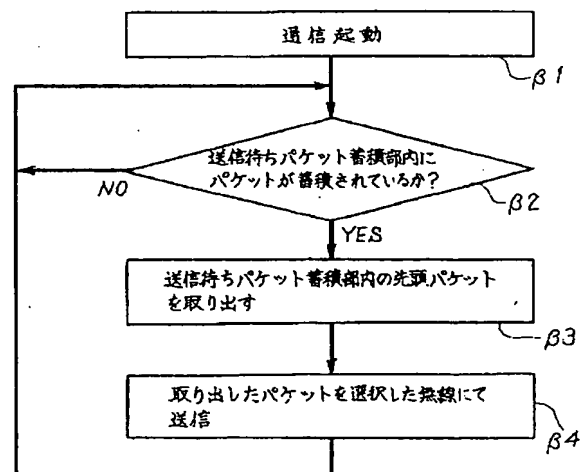 通信起動
β1
送信待ちパケット蓄積部内に
パケットが蓄積されているか?
NO
β2
YES
送信待ちパケット蓄積部内の先頭パケット
を取り出す
β3
取り出したパケットを選択した無線にて
送信
β4